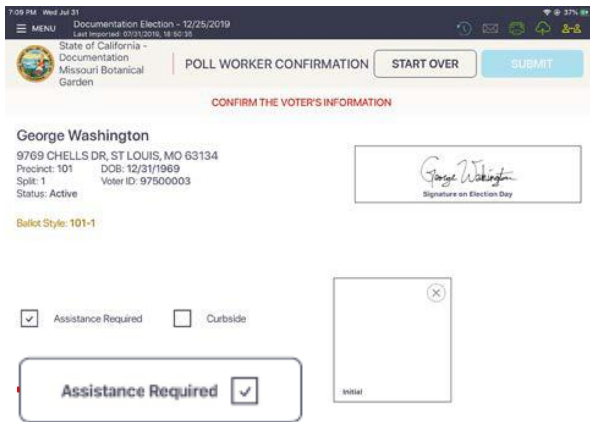 7:09 PM Wed Jul 31
37%
MENU
Documentation Election - 12/25/2019
Last Imported: 07/31/2019, 18:50:35
State of California -
Documentation
Missouri Botanical
Garden
POLL WORKER CONFIRMATION
START OVER
SUBMIT
CONFIRM THE VOTER'S INFORMATION
George Washington
9769 CHELLS DR, ST LOUIS, MO 63134
Precinct: 101 DOB: 12/31/1969
Split: 1 Voter ID: 97500003
Status: Active
George Washington
Signature on Election Day
Ballot Style: 101-1
Assistance Required
Curbside
Assistance Required
Initial